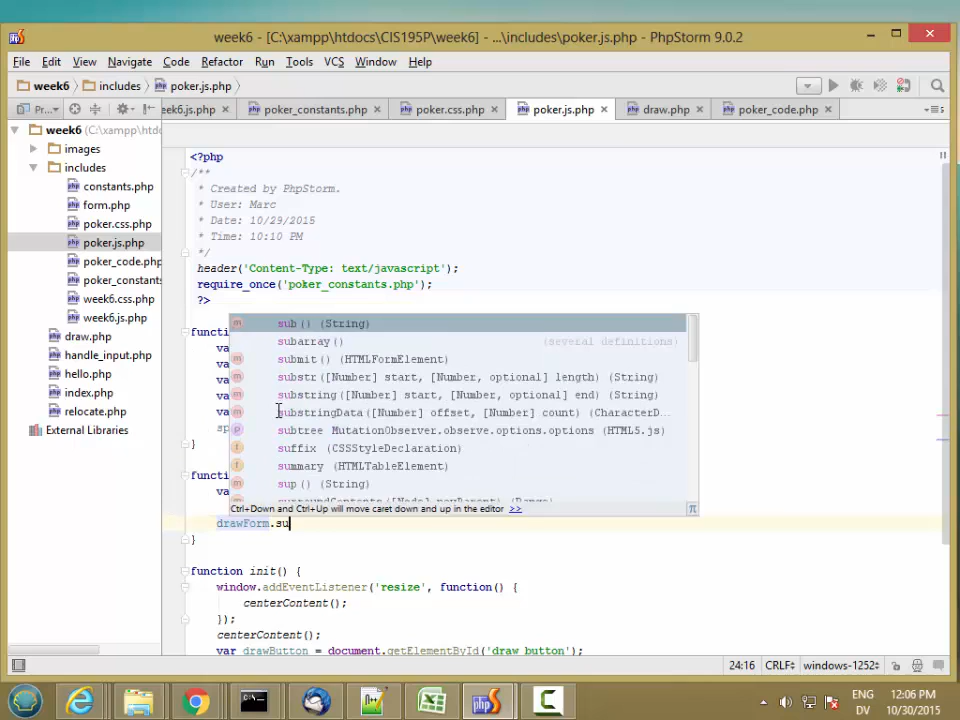 week6 - [C:\xampp\htdocs\CIS195P\week6] - ...\includes\poker.js.php - PhpStorm 9.0.2
File Edit View Navigate Code Refactor Run Tools VCS Window Help
week6 includes poker.js.php
Pr... eek6.js.php poker_constants.php poker.css.php poker.js.php draw.php poker_code.php
week6 (C:\xampp\htdo
images
includes
constants.php
form.php
poker.css.php
poker.js.php
poker_code.php
poker_constants
week6.css.php
week6.js.php
draw.php
handle_input.php
hello.php
index.php
relocate.php
External Libraries
<?php
/**
* Created by PhpStorm.
* User: Marc
* Date: 10/29/2015
* Time: 10:10 PM
*/
header('Content-Type: text/javascript');
require_once('poker_constants.php');
?>
functi
va
va
va
va
va
sp
}
functi
va
sub() (String)
subarray() (several definitions)
submit() (HTMLFormElement)
substr([Number] start, [Number, optional] length) (String)
substring([Number] start, [Number, optional] end) (String)
substringData([Number] offset, [Number] count) (CharacterD...
subtree MutationObserver.observe.options.options (HTML5.js)
suffix (CSSStyleDeclaration)
summary (HTMLTableElement)
sup() (String)
surroundContents([Node] newParent) (Range)
Ctrl+Down and Ctrl+Up will move caret down and up in the editor >>
drawForm.su
}
function init() {
window.addEventListener('resize', function() {
centerContent();
});
centerContent();
var drawButton = document.getElementById('draw_button');
24:16 CRLF windows-1252
ENG 12:06 PM
DV 10/30/2015